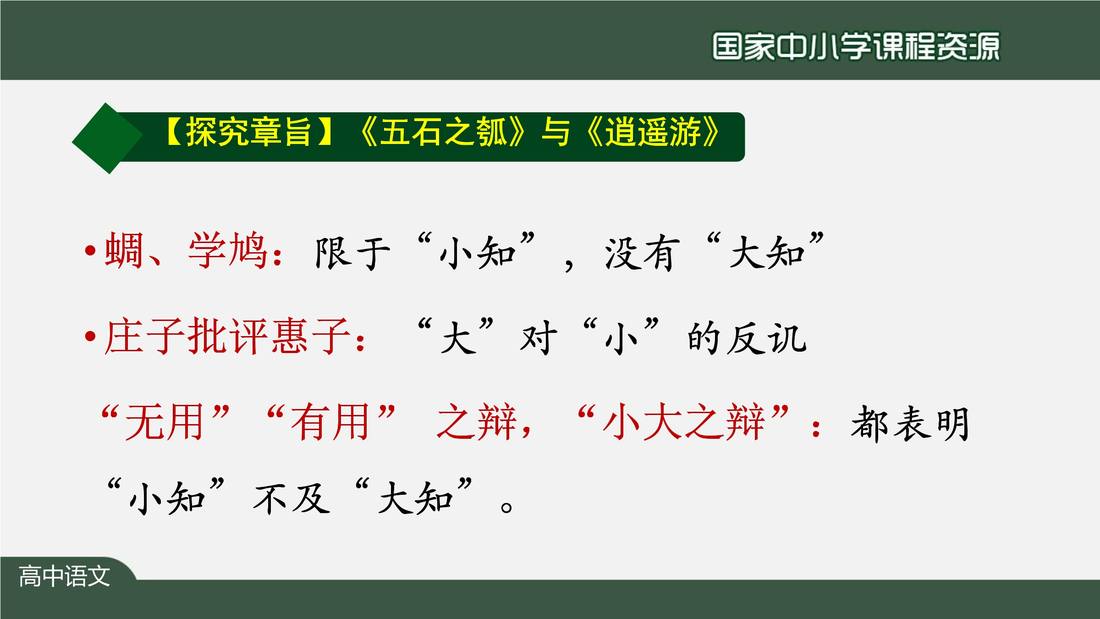 国家中小学课程资源
【探究章旨】《五石之瓠》与《逍遥游》
•蜩、学鸠：限于“小知”，没有“大知”
•庄子批评惠子：“大”对“小”的反讥
“无用”“有用” 之辩，“小大之辩”：都表明
“小知”不及“大知”。
高中语文